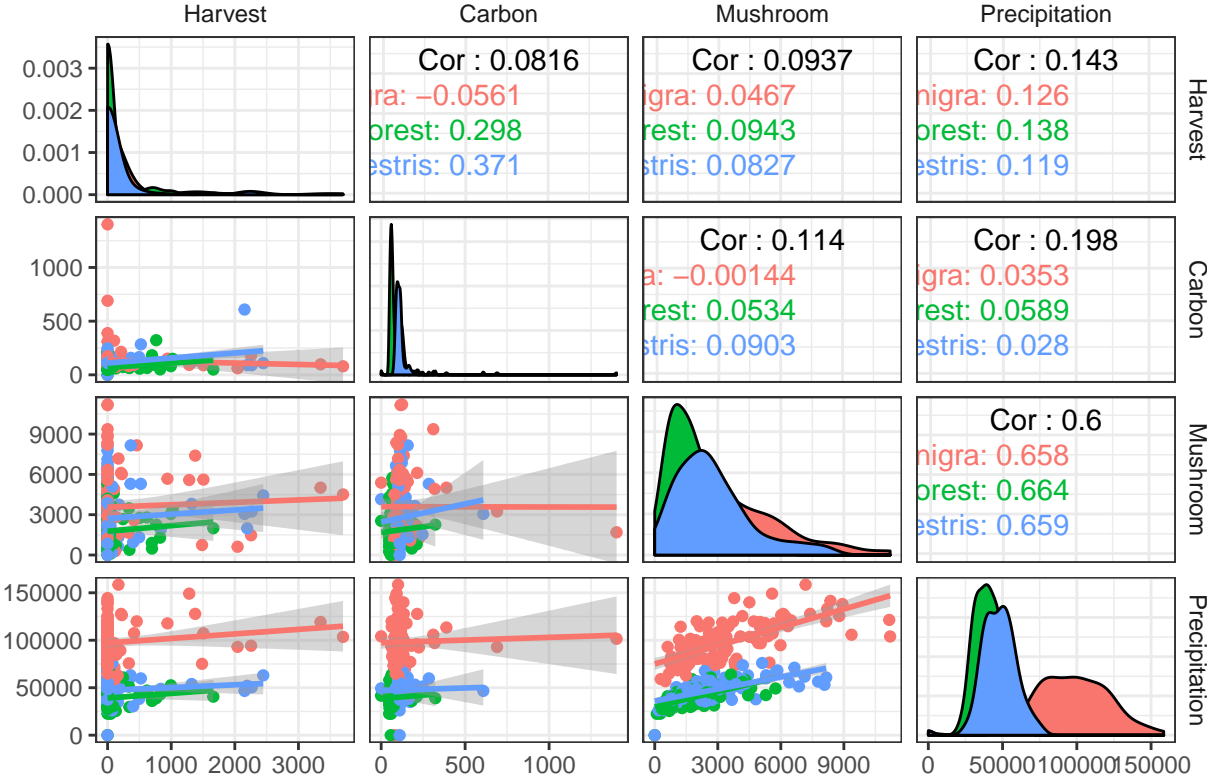 Harvest Carbon Mushroom Precipitation
0.003
0.002
0.001
0.000
Cor : 0.0816
gra: −0.0561
orest: 0.298
estris: 0.371
Cor : 0.0937
igra: 0.0467
rest: 0.0943
estris: 0.0827
Cor : 0.143
nigra: 0.126
orest: 0.138
estris: 0.119
Harvest
1000
500
0
Cor : 0.114
a: −0.00144
rest: 0.0534
stris: 0.0903
Cor : 0.198
igra: 0.0353
rest: 0.0589
stris: 0.028
Carbon
9000
6000
3000
0
Cor : 0.6
nigra: 0.658
orest: 0.664
estris: 0.659
Mushroom
150000
100000
50000
0
Precipitation
0 1000 2000 3000
0 500 1000
0 3000 6000 9000
0 50000 100000 150000